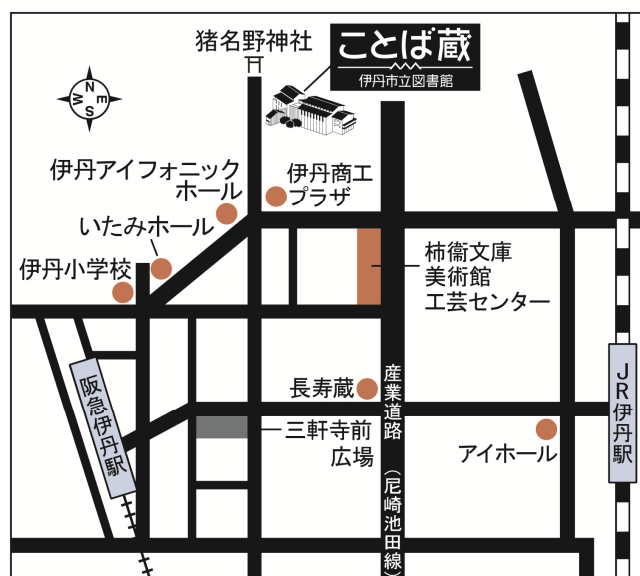 猪名野神社
ことば蔵
伊丹市立図書館
N
W
E
S
伊丹アイフォニック
ホール
伊丹商工
プラザ
いたみホール
伊丹小学校
柿衞文庫
美術館
工芸センター
阪急伊丹駅
長寿蔵
産業道路（尼崎池田線）
三軒寺前
広場
アイホール
JR伊丹駅